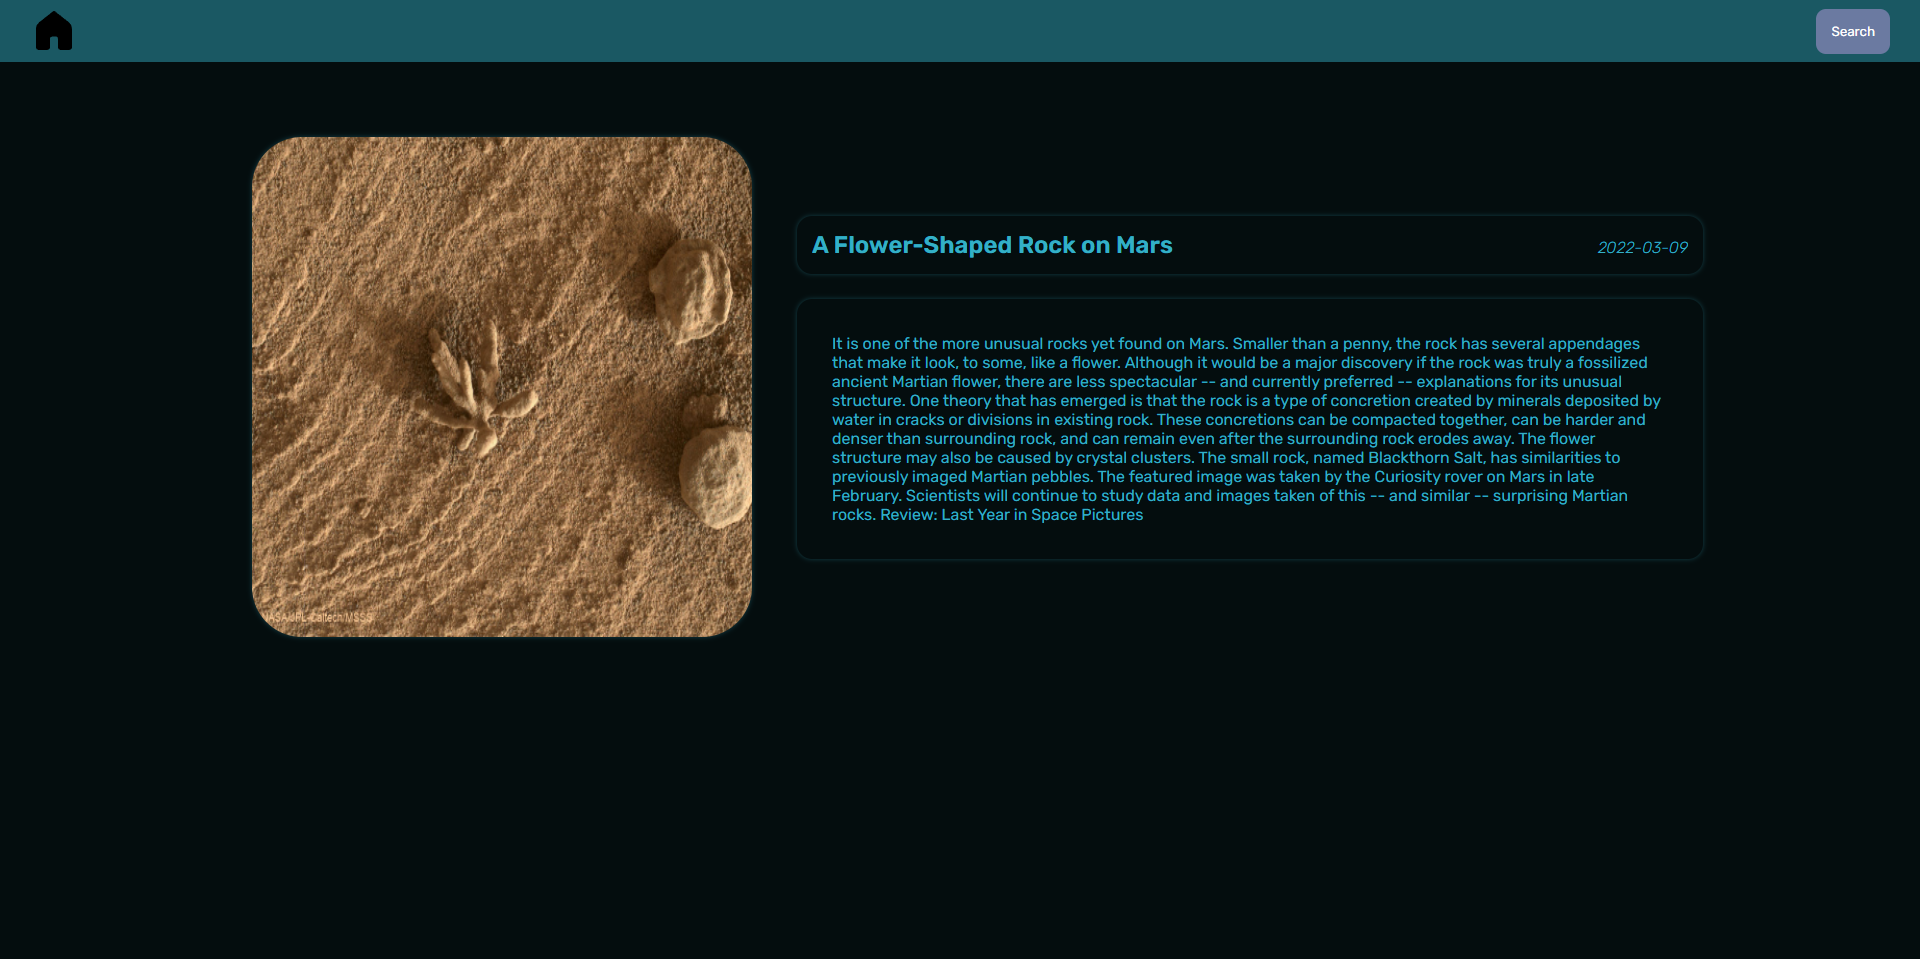 Search
A Flower-Shaped Rock on Mars
2022-03-09
It is one of the more unusual rocks yet found on Mars. Smaller than a penny, the rock has several appendages
that make it look, to some, like a flower. Although it would be a major discovery if the rock was truly a fossilized
ancient Martian flower, there are less spectacular -- and currently preferred -- explanations for its unusual
structure. One theory that has emerged is that the rock is a type of concretion created by minerals deposited by
water in cracks or divisions in existing rock. These concretions can be compacted together, can be harder and
denser than surrounding rock, and can remain even after the surrounding rock erodes away. The flower
structure may also be caused by crystal clusters. The small rock, named Blackthorn Salt, has similarities to
previously imaged Martian pebbles. The featured image was taken by the Curiosity rover on Mars in late
February. Scientists will continue to study data and images taken of this -- and similar -- surprising Martian
rocks. Review: Last Year in Space Pictures
NASA/JPL-Caltech/MSSS